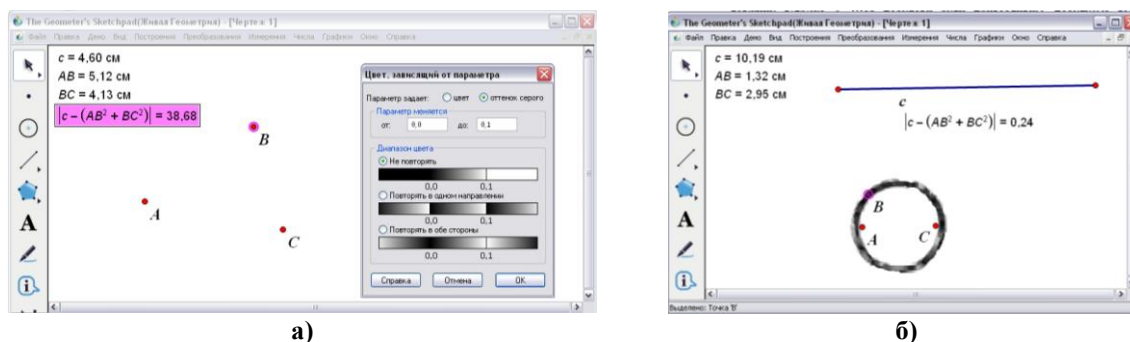 The Geometer's Sketchpad(Живая Геометрия) - [Чертеж 1]
Файл Правка Дено Вид Построения Преобразования Измерения Числа Графики Окно Справка
c = 4,60 см
AB = 5,12 см
BC = 4,13 см
|c – (AB² + BC²)| = 38,68
B
A
C
Цвет, зависящий от параметра
Параметр задает: цвет оттенок серого
Параметр меняется
от: 0,0 до: 0,1
Диапазон цвета
Не повторять
0,0 0,1
Повторять в одном направлении
0,0 0,1
Повторять в обе стороны
0,0 0,1
Справка Отмена ОК
а)
The Geometer's Sketchpad(Живая Геометрия) - [Чертеж 1]
Файл Правка Дено Вид Построения Преобразования Измерения Числа Графики Окно Справка
c = 10,19 см
AB = 1,32 см
BC = 2,95 см
c
|c – (AB² + BC²)| = 0,24
B
A
C
Выделено: Точка 'B'
б)